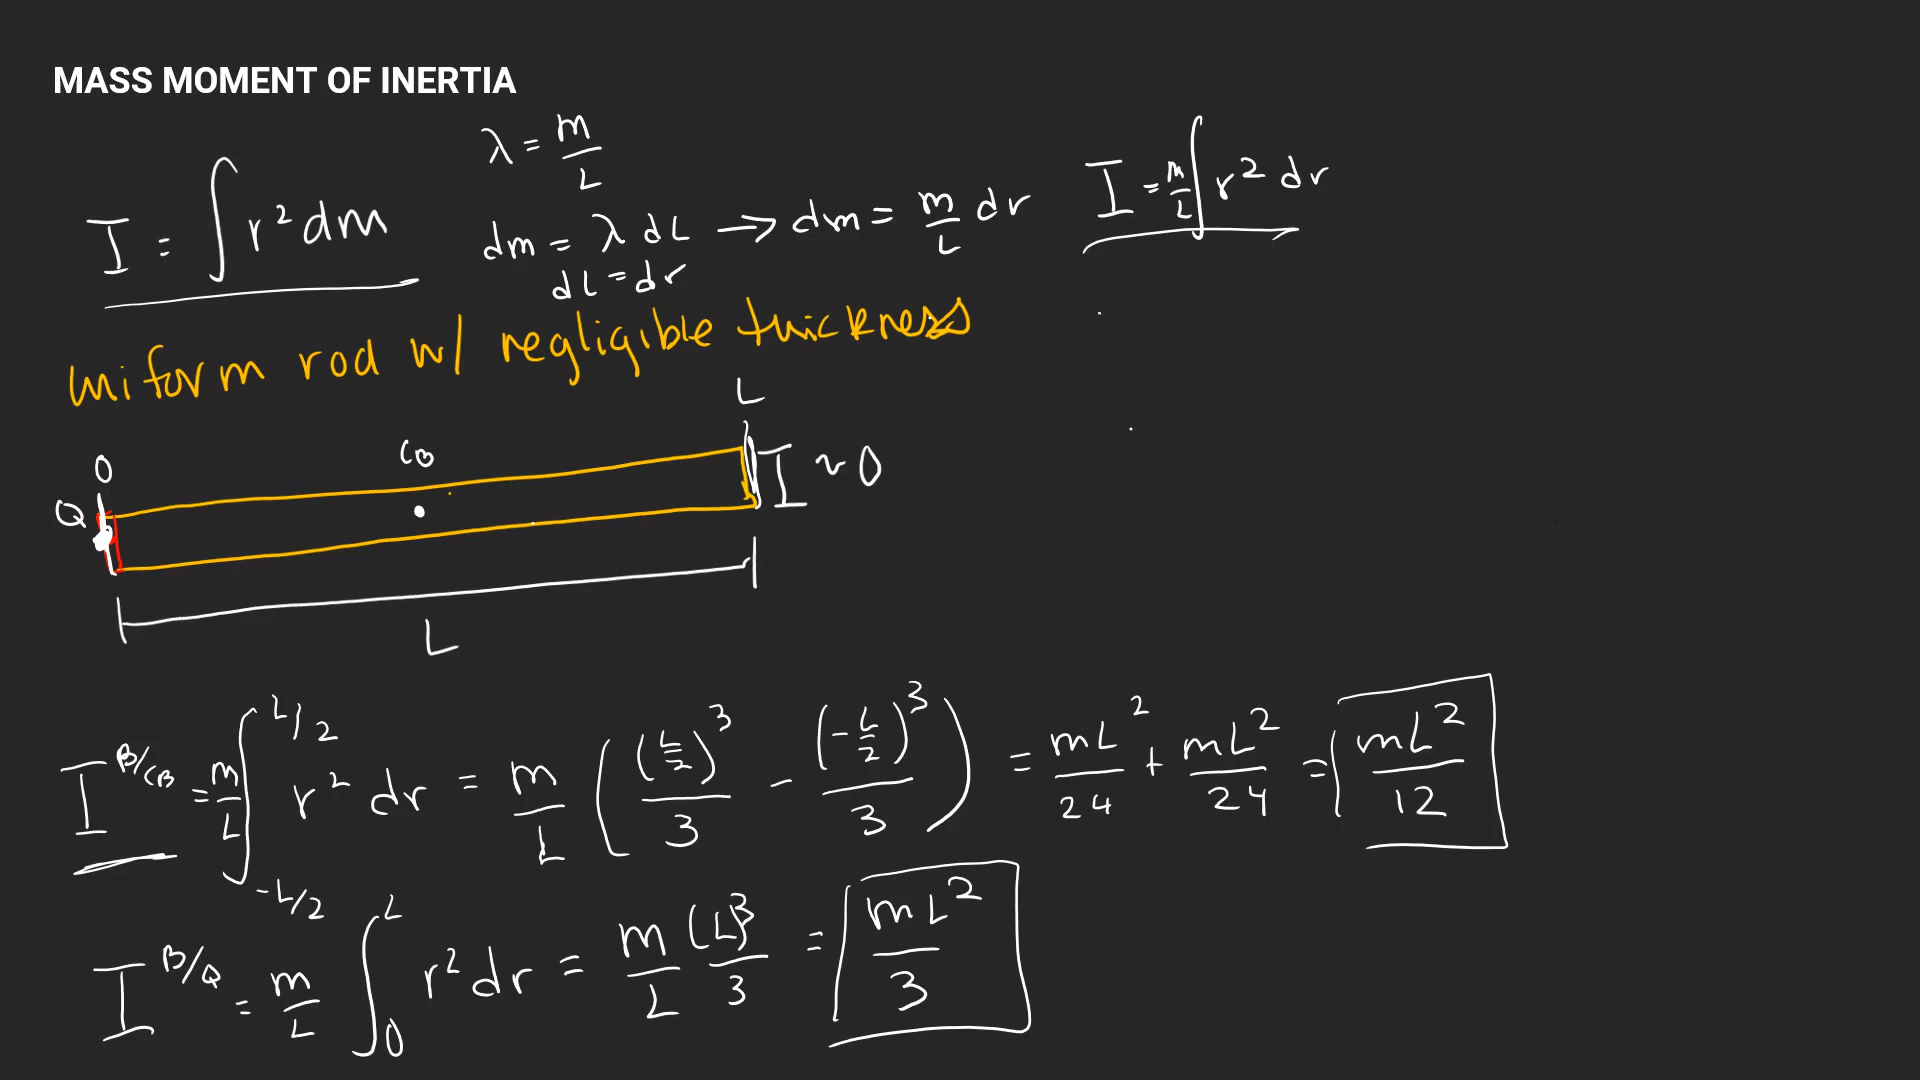 MASS MOMENT OF INERTIA
I = ∫ r² dm
λ = m/L
dm = λ dL → dm = m/L dr
dL = dr
I = m/L ∫ r² dr
uniform rod w/ negligible thickness
L
0
CB
I ~ 0
Q
L
I^(B/CB) = m/L ∫_(-L/2)^(L/2) r² dr = m/L ( (L/2)³/3 - (-L/2)³/3 ) = mL²/24 + mL²/24 = mL²/12
I^(B/Q) = m/L ∫_0^L r² dr = m/L (L)³/3 = mL²/3